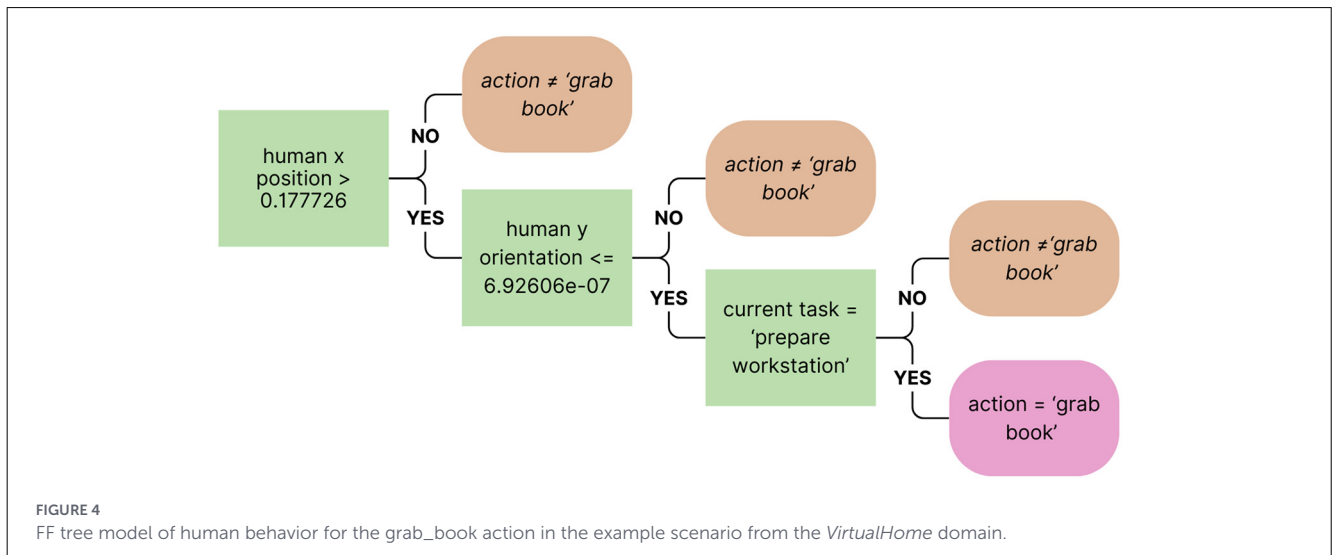 human x
position >
0.177726
NO
action ≠ ‘grab
book’
YES
human y
orientation <=
6.92606e-07
NO
action ≠ ‘grab
book’
YES
current task =
‘prepare
workstation’
NO
action ≠‘grab
book’
YES
action = ‘grab
book’
FIGURE 4
FF tree model of human behavior for the grab_book action in the example scenario from the VirtualHome domain.